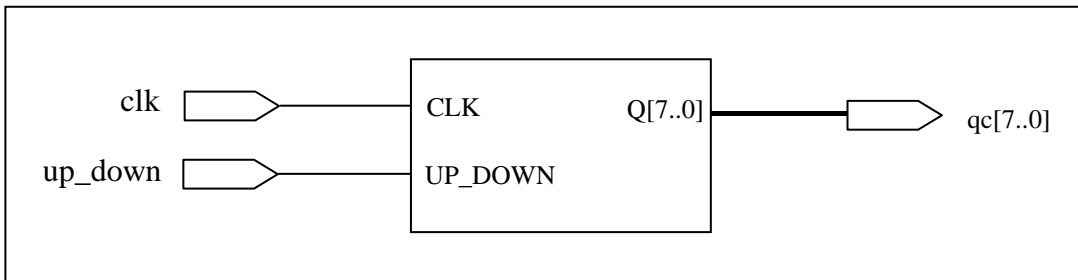 clk
CLK
Q[7..0]
qc[7..0]
up_down
UP_DOWN